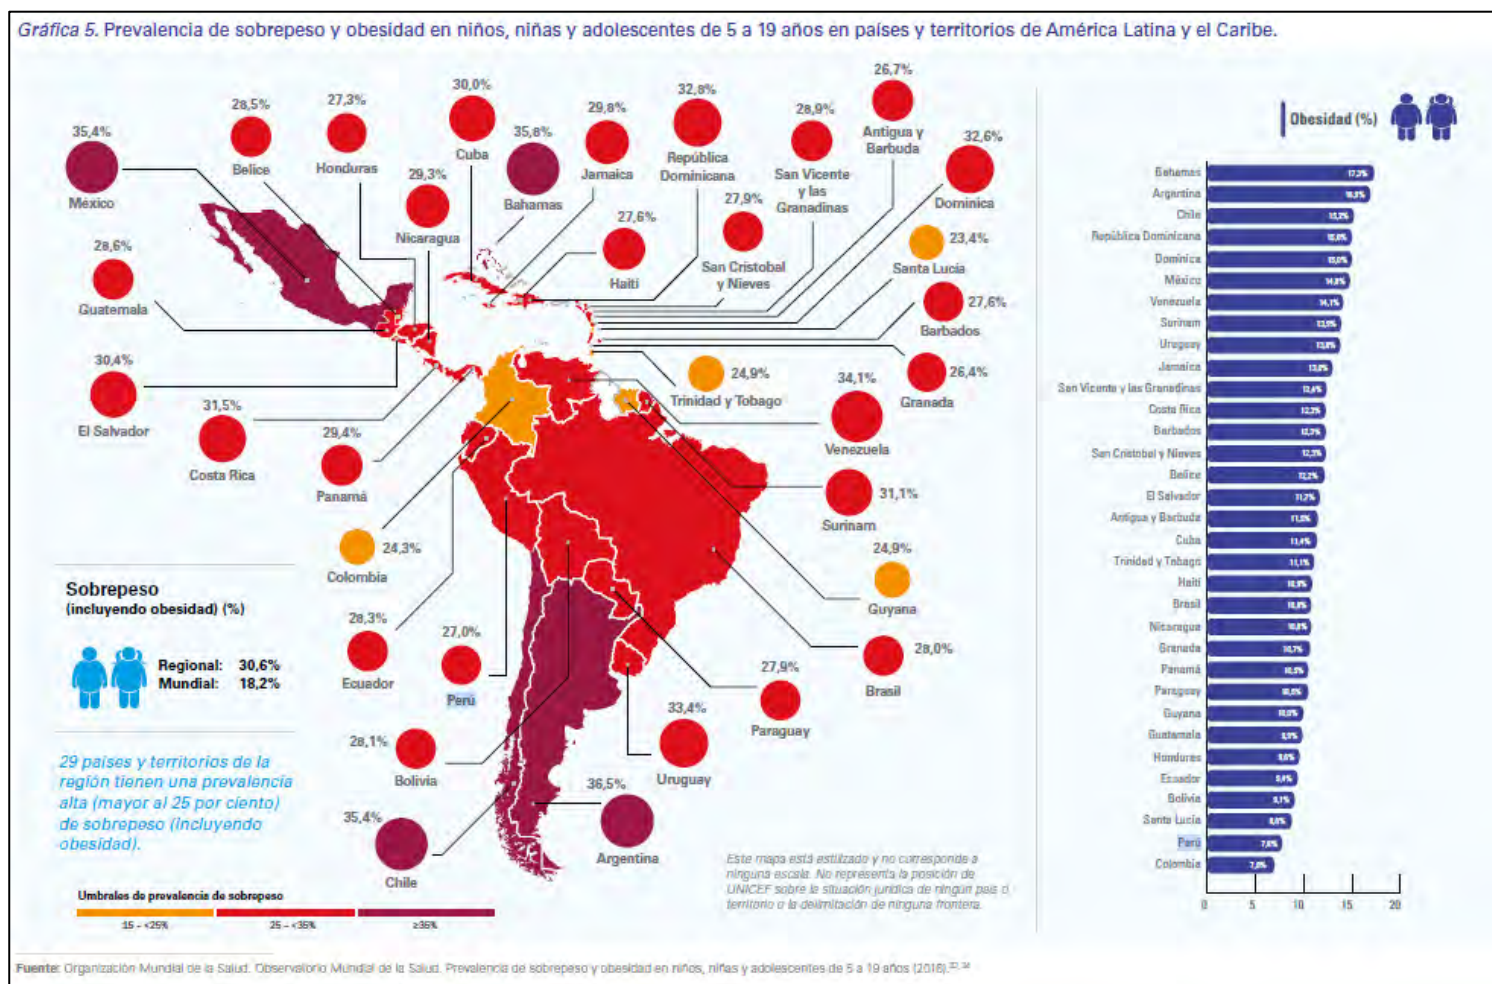 Gráfica 5. Prevalencia de sobrepeso y obesidad en niños, niñas y adolescentes de 5 a 19 años en países y territorios de América Latina y el Caribe.
35,4%
México
28,5%
Belice
27,3%
Honduras
30,0%
Cuba
29,3%
Nicaragua
35,8%
Bahamas
29,8%
Jamaica
32,8%
República
Dominicana
27,6%
Haití
28,9%
San Vicente
y las
Granadinas
27,9%
San Cristobal
y Nieves
26,7%
Antigua y
Barbuda
32,6%
Dominica
23,4%
Santa Lucía
27,6%
Barbados
26,4%
Granada
24,9%
Trinidad y Tobago
34,1%
Venezuela
31,1%
Surinam
24,9%
Guyana
28,0%
Brasil
27,9%
Paraguay
33,4%
Uruguay
36,5%
Argentina
35,4%
Chile
28,1%
Bolivia
27,0%
Perú
28,3%
Ecuador
24,3%
Colombia
29,4%
Panamá
31,5%
Costa Rica
30,4%
El Salvador
28,6%
Guatemala
Sobrepeso
(incluyendo obesidad) (%)
Regional: 30,6%
Mundial: 18,2%
29 países y territorios de la
región tienen una prevalencia
alta (mayor al 25 por ciento)
de sobrepeso (incluyendo
obesidad).
Umbrales de prevalencia de sobrepeso
15 – <25%
25 – <35%
≥35%
Este mapa está estilizado y no corresponde a
ninguna escala. No representa la posición de
UNICEF sobre la situación jurídica de ningún país o
territorio o la delimitación de ninguna frontera.
Obesidad (%)
Bahamas
Argentina
Chile
República Dominicana
Dominica
México
Venezuela 14,1%
Surinam
Uruguay
Jamaica
San Vicente y las Granadinas
Costa Rica
Barbados
San Cristobal y Nieves
Belice
El Salvador
Antigua y Barbuda
Cuba
Trinidad y Tobago 11,1%
Haití
Brasil
Nicaragua
Granada
Panamá
Paraguay
Guyana
Guatemala
Honduras
Ecuador
Bolivia
Santa Lucía
Perú
Colombia
0 5 10 15 20
Fuente: Organización Mundial de la Salud. Observatorio Mundial de la Salud. Prevalencia de sobrepeso y obesidad en niños, niñas y adolescentes de 5 a 19 años (2016).